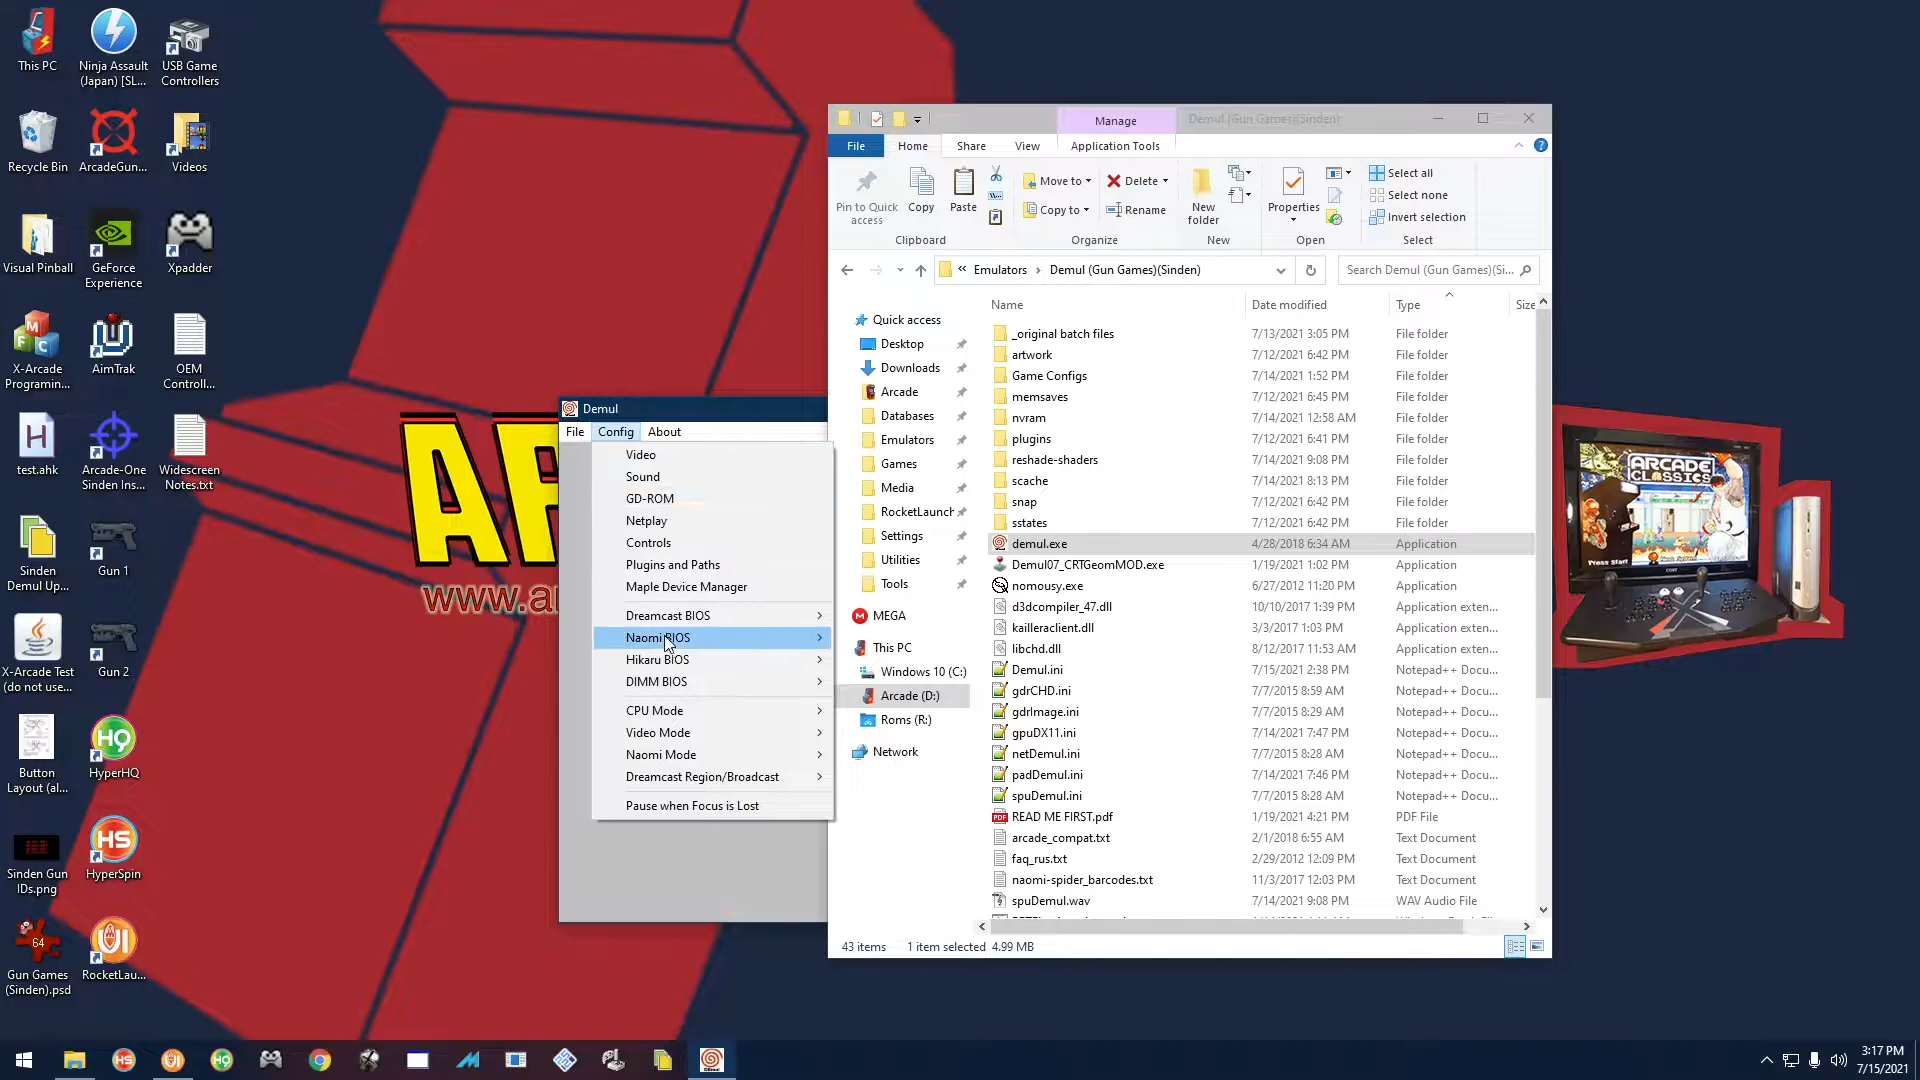 This PC
Ninja Assault
(Japan) [SL...
USB Game
Controllers
Recycle Bin
ArcadeGun...
Videos
Visual Pinball
GeForce
Experience
Xpadder
X-Arcade
Programin...
AimTrak
OEM
Controll...
test.ahk
Arcade-One
Sinden Ins...
Widescreen
Notes.txt
Sinden
Demul Up...
Gun 1
X-Arcade Test
(do not use...
Gun 2
Button
Layout (al...
HyperHQ
Sinden Gun
IDs.png
HyperSpin
64
Gun Games
(Sinden).psd
RocketLau...
www.a
Demul
File Config About
Video
Sound
GD-ROM
Netplay
Controls
Plugins and Paths
Maple Device Manager
Dreamcast BIOS
Naomi BIOS
Hikaru BIOS
DIMM BIOS
CPU Mode
Video Mode
Naomi Mode
Dreamcast Region/Broadcast
Pause when Focus is Lost
Manage
Demul (Gun Games)(Sinden)
File Home Share View Application Tools
Pin to Quick
access
Copy
Paste
Clipboard
Move to
Copy to
Delete
Rename
Organize
New
folder
New
Properties
Open
Select all
Select none
Invert selection
Select
« Emulators › Demul (Gun Games)(Sinden)
Search Demul (Gun Games)(Si...
Quick access
Desktop
Downloads
Arcade
Databases
Emulators
Games
Media
RocketLaunch
Settings
Utilities
Tools
MEGA
This PC
Windows 10 (C:)
Arcade (D:)
Roms (R:)
Network
Name Date modified Type Size
_original batch files 7/13/2021 3:05 PM File folder
artwork 7/12/2021 6:42 PM File folder
Game Configs 7/14/2021 1:52 PM File folder
memsaves 7/12/2021 6:45 PM File folder
nvram 7/14/2021 12:58 AM File folder
plugins 7/12/2021 6:41 PM File folder
reshade-shaders 7/14/2021 9:08 PM File folder
scache 7/14/2021 8:13 PM File folder
snap 7/12/2021 6:42 PM File folder
sstates 7/12/2021 6:42 PM File folder
demul.exe 4/28/2018 6:34 AM Application
Demul07_CRTGeomMOD.exe 1/19/2021 1:02 PM Application
nomousy.exe 6/27/2012 11:20 PM Application
d3dcompiler_47.dll 10/10/2017 1:39 PM Application exten...
kailleraclient.dll 3/3/2017 1:03 PM Application exten...
libchd.dll 8/12/2017 11:53 AM Application exten...
Demul.ini 7/15/2021 2:38 PM Notepad++ Docu...
gdrCHD.ini 7/7/2015 8:59 AM Notepad++ Docu...
gdrImage.ini 7/7/2015 8:29 AM Notepad++ Docu...
gpuDX11.ini 7/14/2021 7:47 PM Notepad++ Docu...
netDemul.ini 7/7/2015 8:28 AM Notepad++ Docu...
padDemul.ini 7/14/2021 7:46 PM Notepad++ Docu...
spuDemul.ini 7/7/2015 8:28 AM Notepad++ Docu...
READ ME FIRST.pdf 1/19/2021 4:21 PM PDF File
arcade_compat.txt 2/1/2018 6:55 AM Text Document
faq_rus.txt 2/29/2012 12:09 PM Text Document
naomi-spider_barcodes.txt 11/3/2017 12:03 PM Text Document
spuDemul.wav 7/14/2021 9:08 PM WAV Audio File
43 items 1 item selected 4.99 MB
ARCADE
CLASSICS
Press Start
3:17 PM
7/15/2021